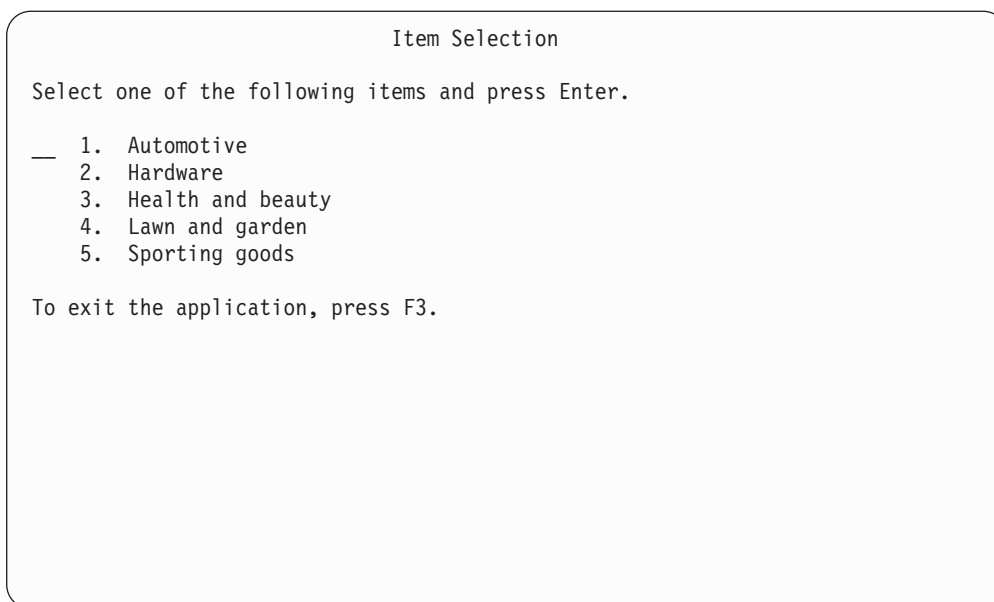 Item Selection
Select one of the following items and press Enter.
__ 1. Automotive
2. Hardware
3. Health and beauty
4. Lawn and garden
5. Sporting goods
To exit the application, press F3.